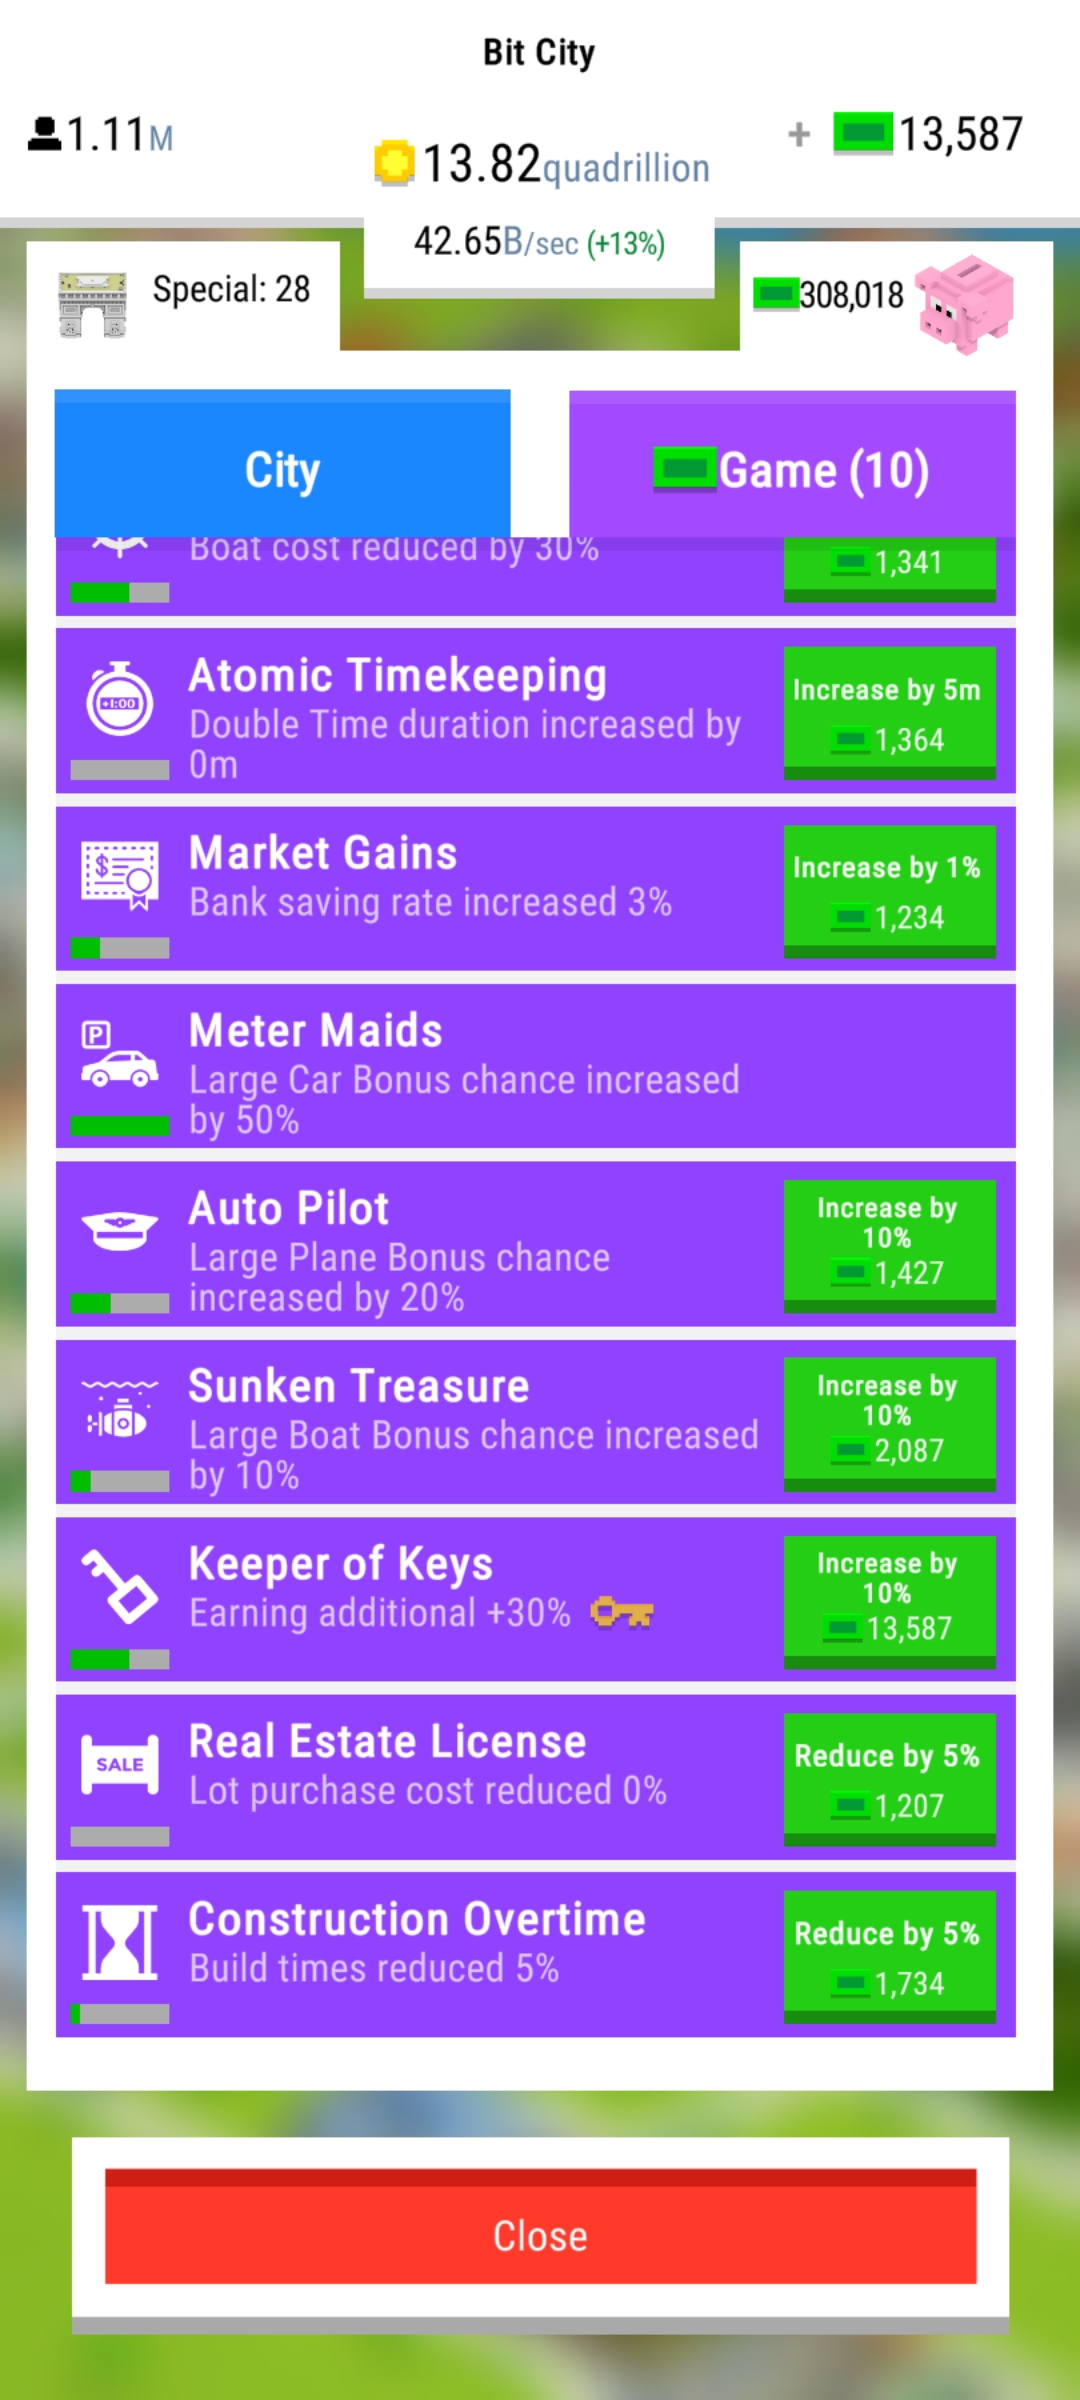 Bit City
1.11M
13.82quadrillion
+ 13,587
42.65B/sec (+13%)
Special: 28
308,018
City
Game (10)
Boat cost reduced by 30%
1,341
Atomic Timekeeping
Double Time duration increased by
0m
Increase by 5m
1,364
+1:00
Market Gains
Bank saving rate increased 3%
Increase by 1%
1,234
$
Meter Maids
Large Car Bonus chance increased
by 50%
P
Auto Pilot
Large Plane Bonus chance
increased by 20%
Increase by
10%
1,427
Sunken Treasure
Large Boat Bonus chance increased
by 10%
Increase by
10%
2,087
Keeper of Keys
Earning additional +30%
Increase by
10%
13,587
Real Estate License
Lot purchase cost reduced 0%
SALE
Reduce by 5%
1,207
Construction Overtime
Build times reduced 5%
Reduce by 5%
1,734
Close